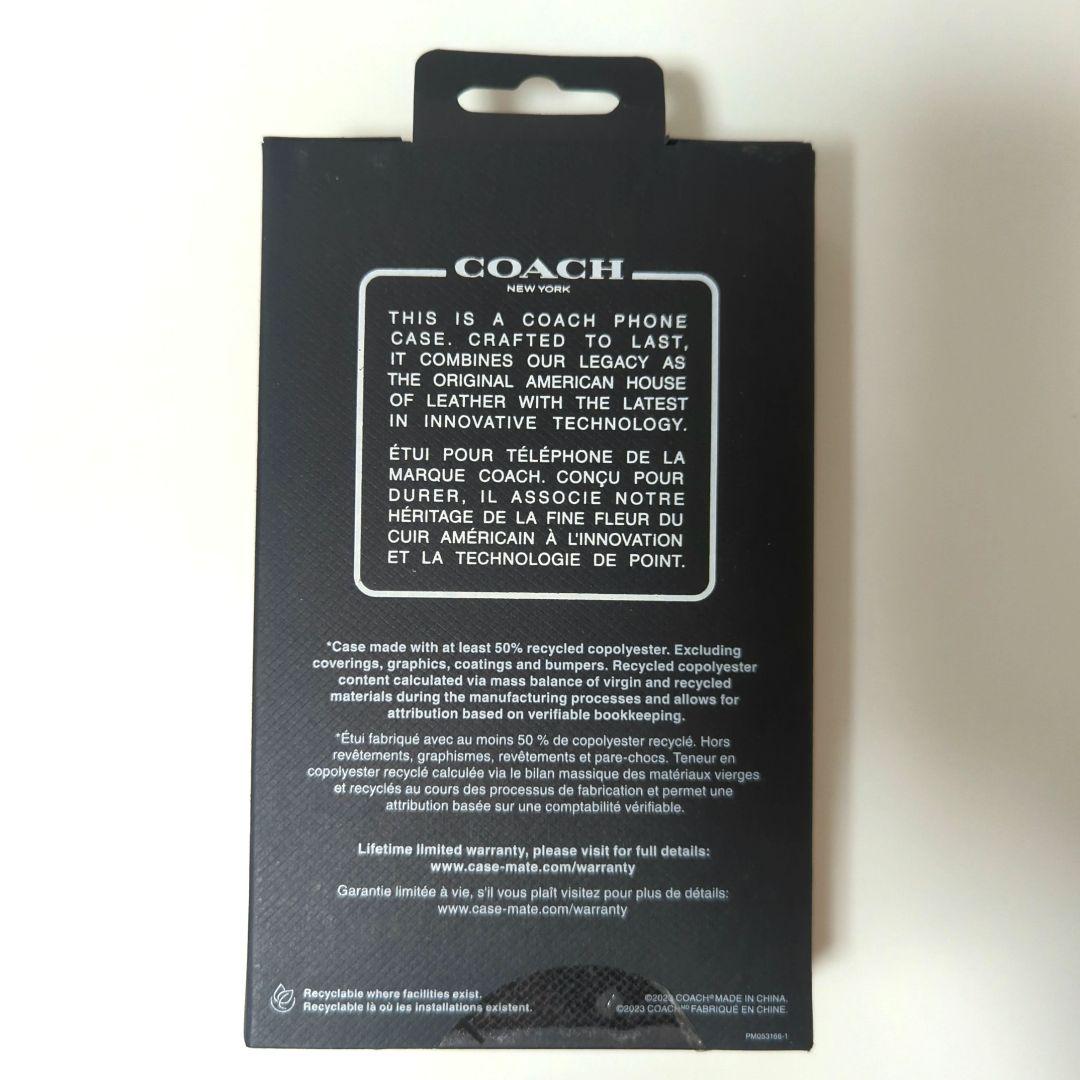 COACH
NEW YORK
THIS IS A COACH PHONE
CASE. CRAFTED TO LAST,
IT COMBINES OUR LEGACY AS
THE ORIGINAL AMERICAN HOUSE
OF LEATHER WITH THE LATEST
IN INNOVATIVE TECHNOLOGY.
ÉTUI POUR TÉLÉPHONE DE LA
MARQUE COACH. CONÇU POUR
DURER, IL ASSOCIE NOTRE
HÉRITAGE DE LA FINE FLEUR DU
CUIR AMÉRICAIN À L'INNOVATION
ET LA TECHNOLOGIE DE POINT.
*Case made with at least 50% recycled copolyester. Excluding
coverings, graphics, coatings and bumpers. Recycled copolyester
content calculated via mass balance of virgin and recycled
materials during the manufacturing processes and allows for
attribution based on verifiable bookkeeping.
*Étui fabriqué avec au moins 50 % de copolyester recyclé. Hors
revêtements, graphismes, revêtements et pare-chocs. Teneur en
copolyester recyclé calculée via le bilan massique des matériaux vierges
et recyclés au cours des processus de fabrication et permet une
attribution basée sur une comptabilité vérifiable.
Lifetime limited warranty, please visit for full details:
www.case-mate.com/warranty
Garantie limitée à vie, s'il vous plaît visitez pour plus de détails:
www.case-mate.com/warranty
Recyclable where facilities exist.
Recyclable là où les installations existent.
©2023 COACH® MADE IN CHINA.
©2023 COACH MD FABRIQUE EN CHINE.
PM053166-1